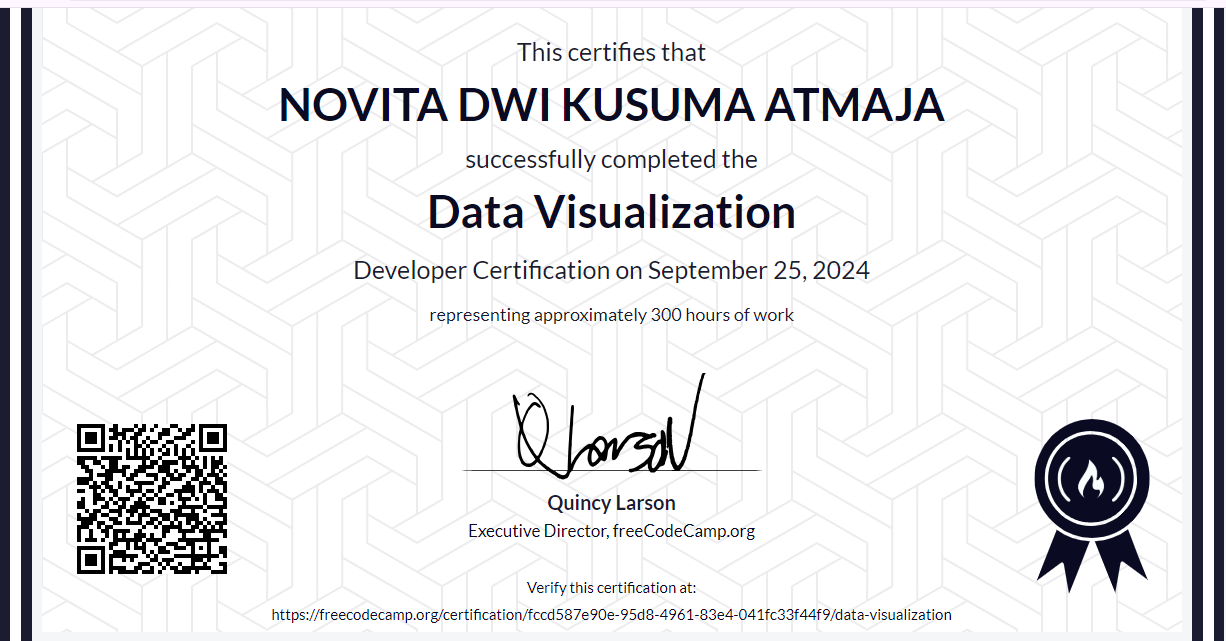 This certifies that
NOVITA DWI KUSUMA ATMAJA
successfully completed the
Data Visualization
Developer Certification on September 25, 2024
representing approximately 300 hours of work
Quincy Larson
Executive Director, freeCodeCamp.org
Verify this certification at:
https://freecodecamp.org/certification/fccd587e90e-95d8-4961-83e4-041fc33f44f9/data-visualization